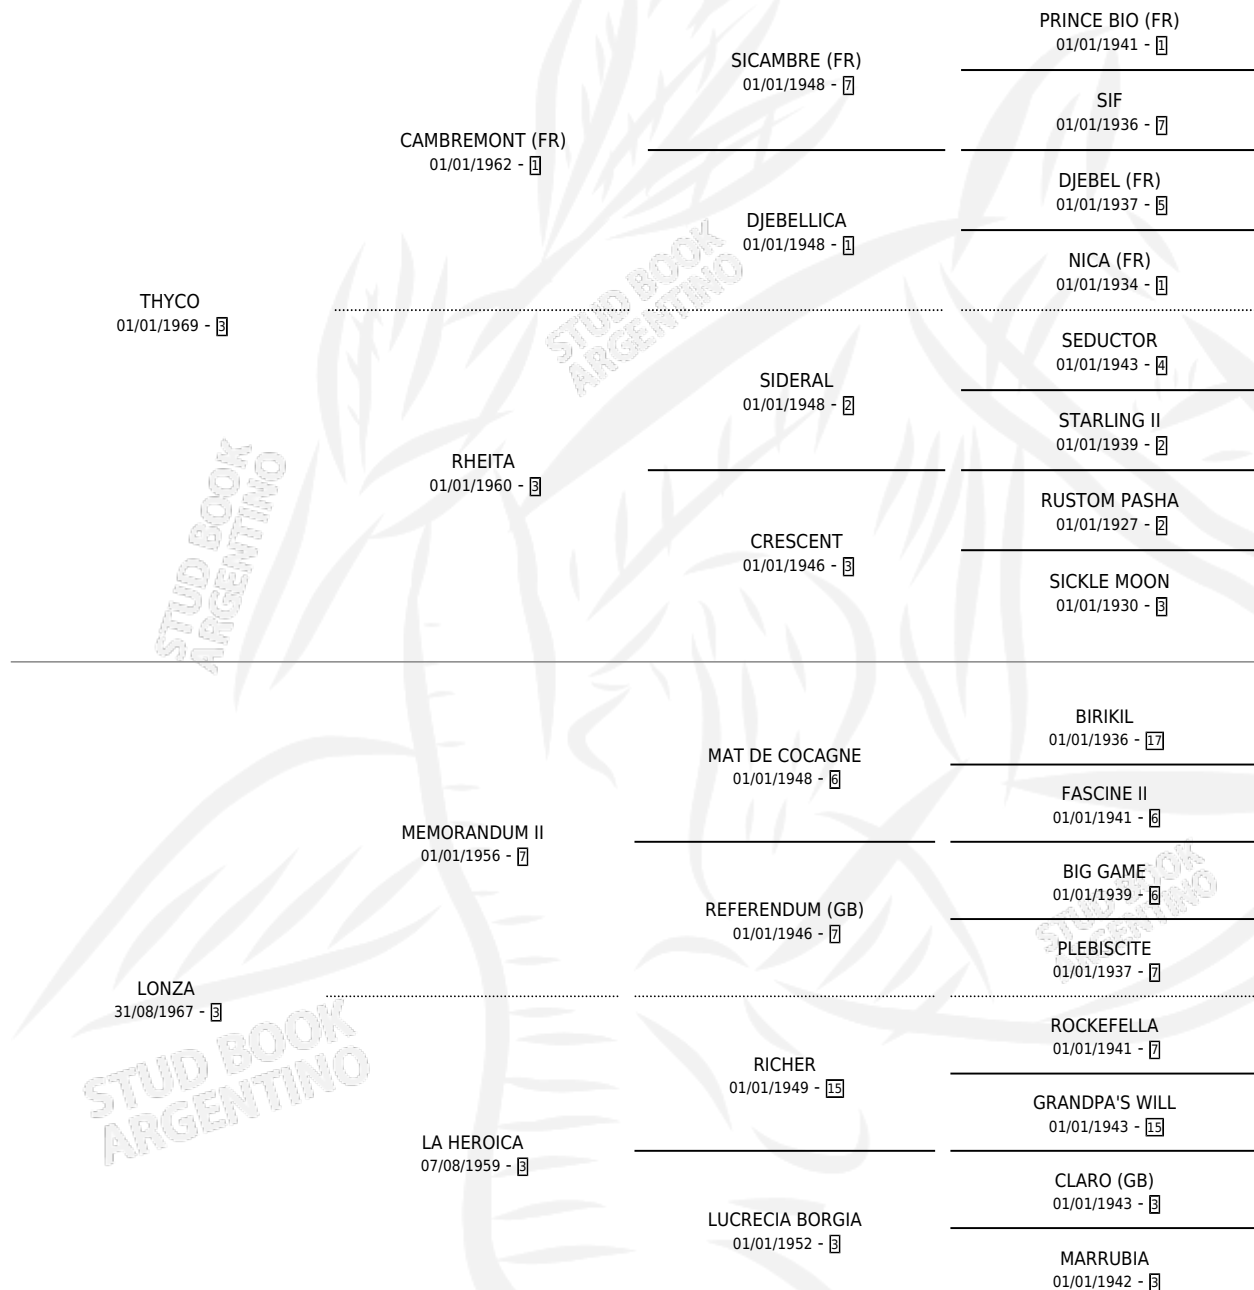 PRINCE BIO (FR)
01/01/1941 - 1
SICAMBRE (FR)
01/01/1948 - 7
SIF
01/01/1936 - 7
CAMBREMONT (FR)
01/01/1962 - 1
DJEBEL (FR)
01/01/1937 - 5
DJEBELLICA
01/01/1948 - 1
NICA (FR)
01/01/1934 - 1
THYCO
01/01/1969 - 3
SEDUCTOR
01/01/1943 - 4
SIDERAL
01/01/1948 - 2
STARLING II
01/01/1939 - 2
RHEITA
01/01/1960 - 3
RUSTOM PASHA
01/01/1927 - 2
CRESCENT
01/01/1946 - 3
SICKLE MOON
01/01/1930 - 3
BIRIKIL
01/01/1936 - 17
MAT DE COCAGNE
01/01/1948 - 6
FASCINE II
01/01/1941 - 6
MEMORANDUM II
01/01/1956 - 7
BIG GAME
01/01/1939 - 6
REFERENDUM (GB)
01/01/1946 - 7
PLEBISCITE
01/01/1937 - 7
LONZA
31/08/1967 - 3
ROCKEFELLA
01/01/1941 - 7
RICHER
01/01/1949 - 15
GRANDPA'S WILL
01/01/1943 - 15
LA HEROICA
07/08/1959 - 3
CLARO (GB)
01/01/1943 - 3
LUCRECIA BORGIA
01/01/1952 - 3
MARRUBIA
01/01/1942 - 3
STUD BOOK
ARGENTINO
STUD BOOK
ARGENTINO
STUD BOOK
ARGENTINO
STUD BOOK
ARGENTINO